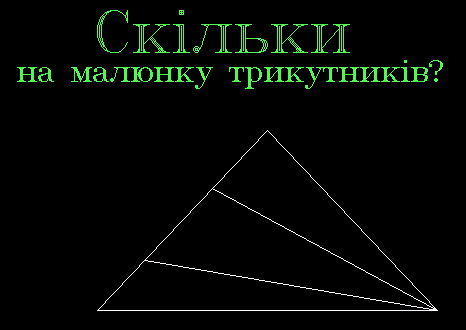 Скільки
на малюнку трикутників?